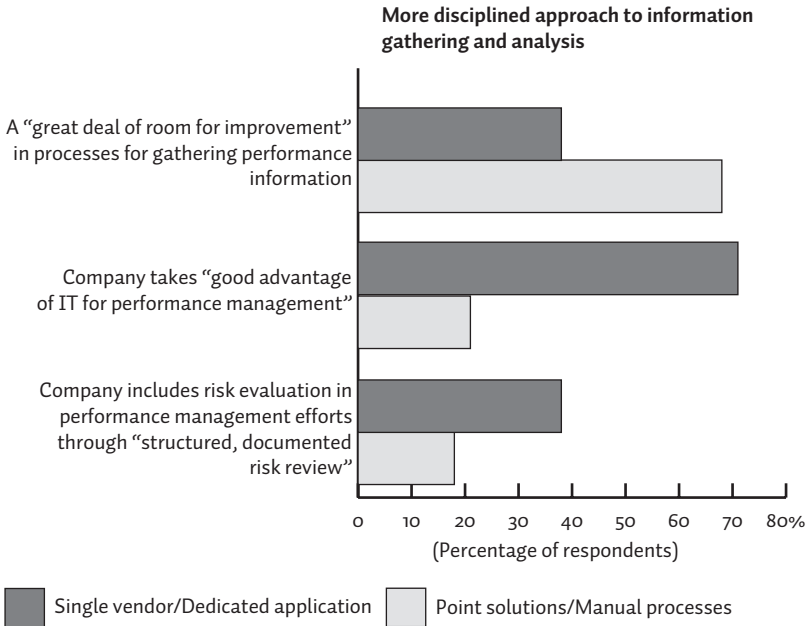 More disciplined approach to information
gathering and analysis
A “great deal of room for improvement”
in processes for gathering performance
information
Company takes “good advantage
of IT for performance management”
Company includes risk evaluation in
performance management efforts
through “structured, documented
risk review”
0 10 20 30 40 50 60 70 80%
(Percentage of respondents)
Single vendor/Dedicated application Point solutions/Manual processes